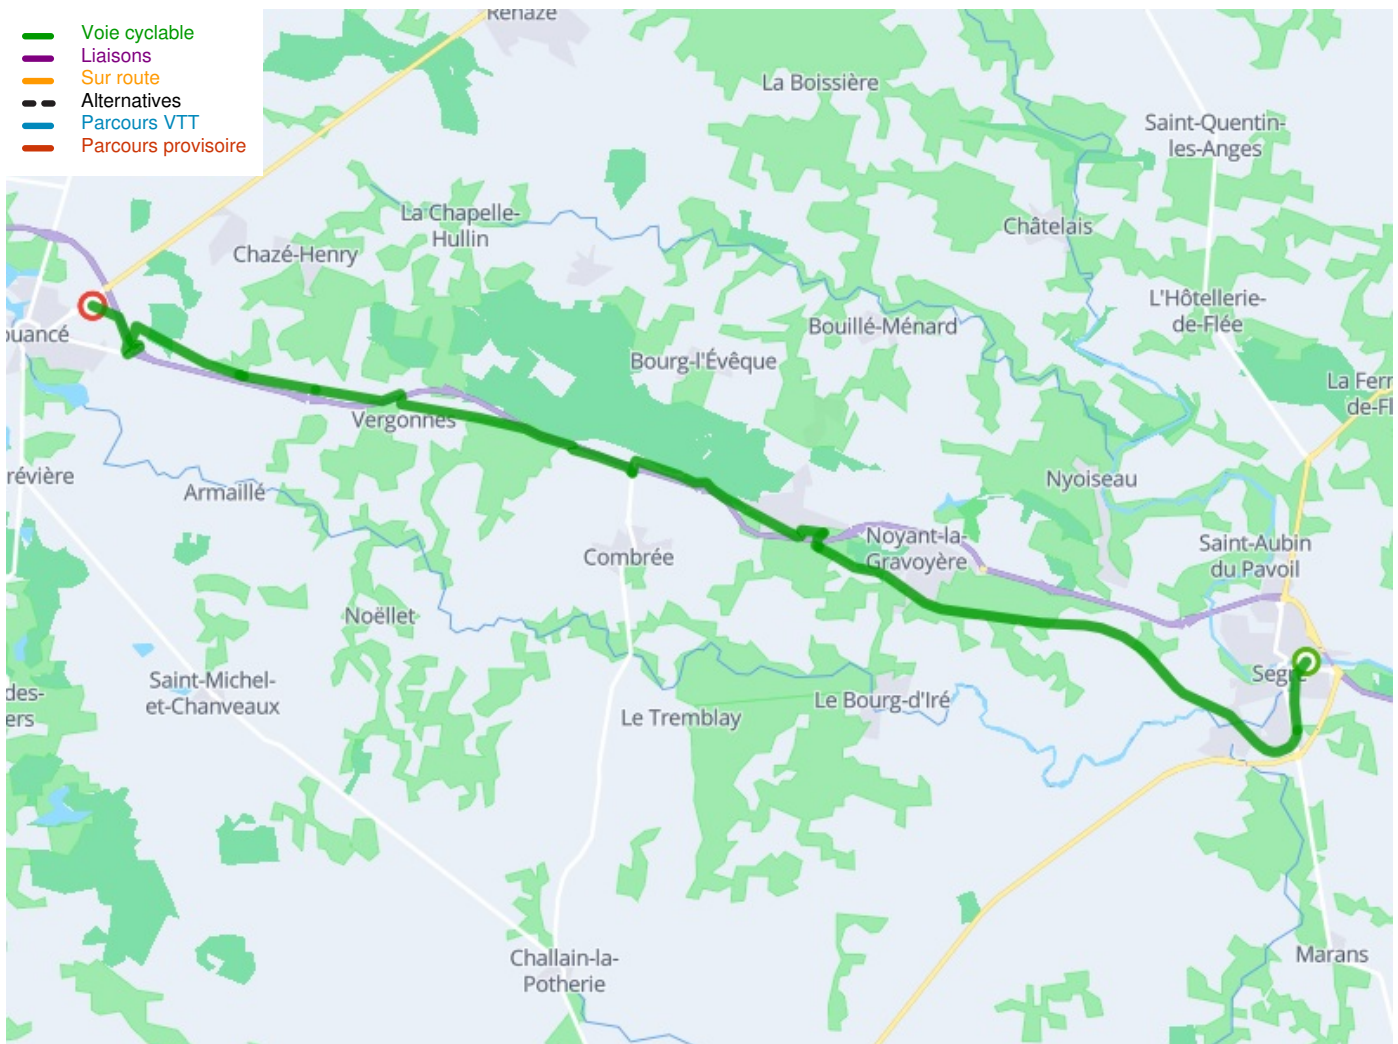 Voie cyclable
Liaisons
Sur route
Alternatives
Parcours VTT
Parcours provisoire
Renazé
La Boissière
Saint-Quentin-
les-Anges
La Chapelle-
Hullin
Châtelais
Chazé-Henry
L'Hôtellerie-
de-Flée
Bouillé-Ménard
ouancé
Bourg-l'Évêque
La Ferr
de-Fl
Vergonnes
révière
Armaillé
Nyoiseau
Combrée
Noyant-la-
Gravoyère
Saint-Aubin
du Pavoil
Noëllet
Segré
Saint-Michel-
et-Chanveaux
des-
ers
Le Bourg-d'Iré
Le Tremblay
Challain-la-
Potherie
Marans